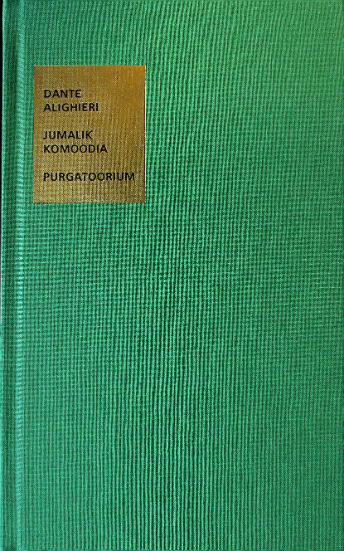 DANTE
ALIGHIERI
JUMALIK
KOMÖÖDIA
PURGATOORIUM